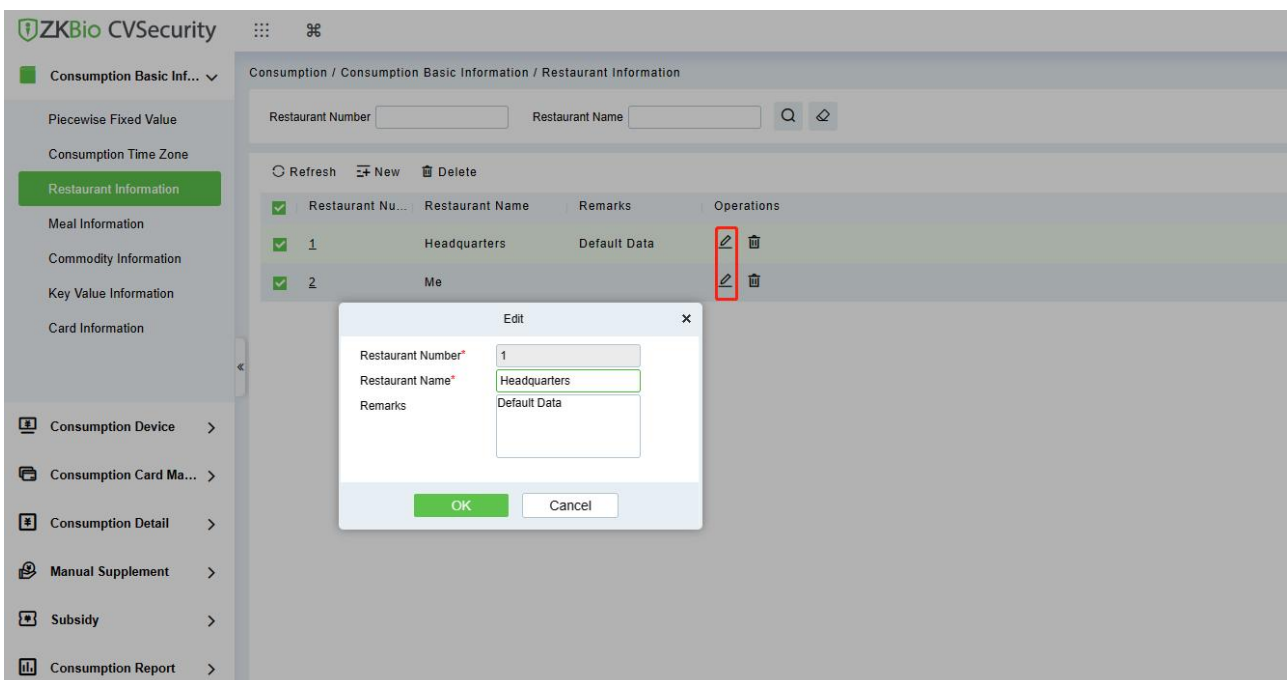 ZKBio CVSecurity
Consumption Basic Inf...
Piecewise Fixed Value
Consumption Time Zone
Restaurant Information
Meal Information
Commodity Information
Key Value Information
Card Information
Consumption Device
Consumption Card Ma...
Consumption Detail
Manual Supplement
Subsidy
Consumption Report
Consumption / Consumption Basic Information / Restaurant Information
Restaurant Number Restaurant Name
Refresh New Delete
Restaurant Nu... Restaurant Name Remarks Operations
1 Headquarters Default Data
2 Me
Edit
Restaurant Number* 1
Restaurant Name* Headquarters
Remarks Default Data
OK Cancel